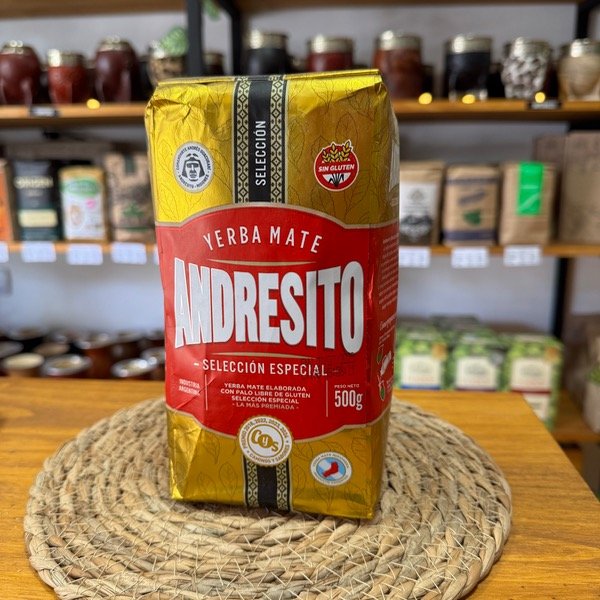 SELECCIÓN
SIN GLUTEN
YERBA MATE
ANDRESITO
SELECCIÓN ESPECIAL
INDUSTRIA
ARGENTINA
YERBA MATE ELABORADA
CON PALO LIBRE DE GLUTEN
SELECCIÓN ESPECIAL
- LA MÁS PREMIADA -
PESO NETO
500g